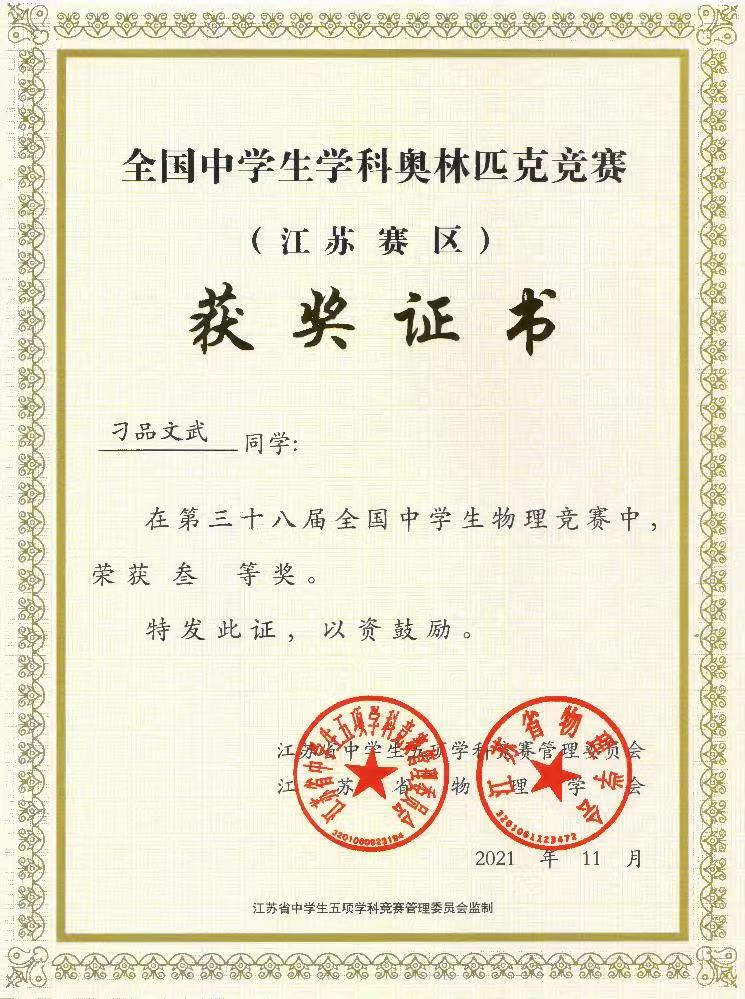 全国中学生学科奥林匹克竞赛
（江苏赛区）
获奖证书
刁品文武 同学:
在第三十八届全国中学生物理竞赛中，
荣获 叁 等奖。
特发此证，以资鼓励。
江苏省中学生五项学科竞赛管理委员会
江苏省物理学会
2021 年 11 月
江苏省中学生五项学科竞赛管理委员会
江苏省物理学会
3201061123472
江苏省中学生五项学科竞赛管理委员会监制